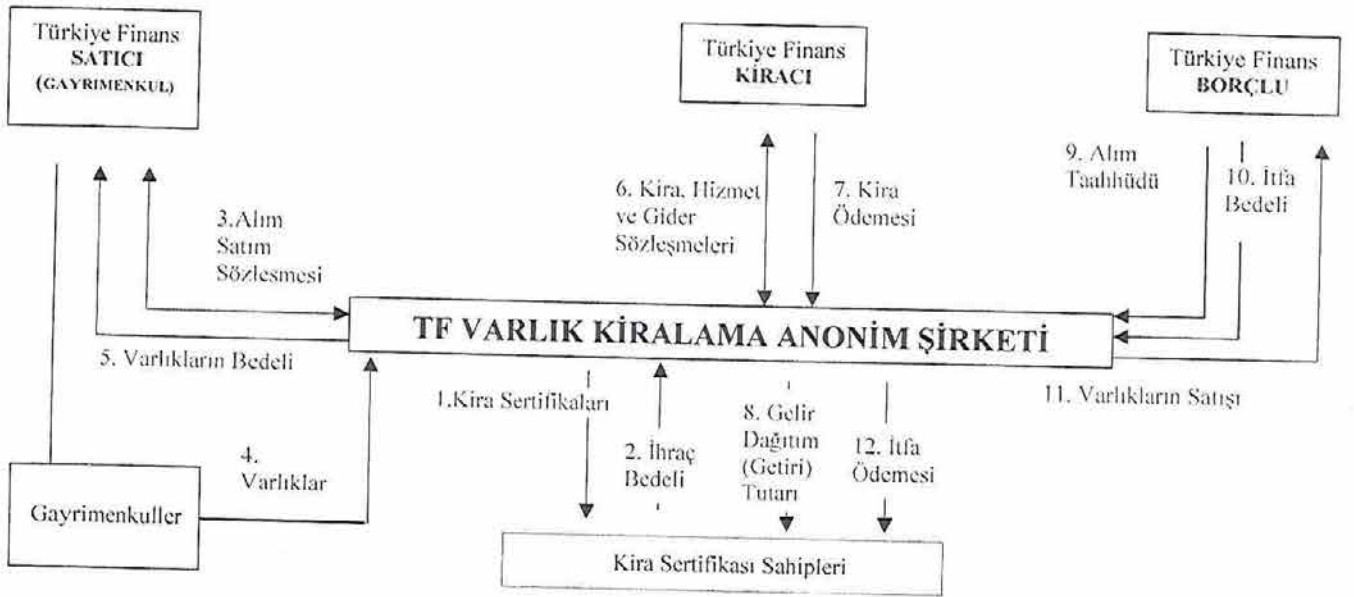 Türkiye Finans
SATICI
(GAYRIMENKUL)
Türkiye Finans
KİRACI
Türkiye Finans
BORÇLU
3.Alım
Satım
Sözlesmesi
6. Kira, Hizmet
ve Gider
Sözleşmeleri
7. Kira
Ödemesi
9. Alım
Taahhüdü
10. İtfa
Bedeli
TF VARLIK KİRALAMA ANONİM ŞİRKETİ
5. Varlıkların Bedeli
11. Varlıkların Satışı
1.Kira Sertifikaları
2. İhraç
Bedeli
8. Gelir
Dağıtım
(Getiri)
Tutarı
12. İtfa
Ödemesi
4.
Varlıklar
Gayrimenkuller
Kira Sertifikası Sahipleri